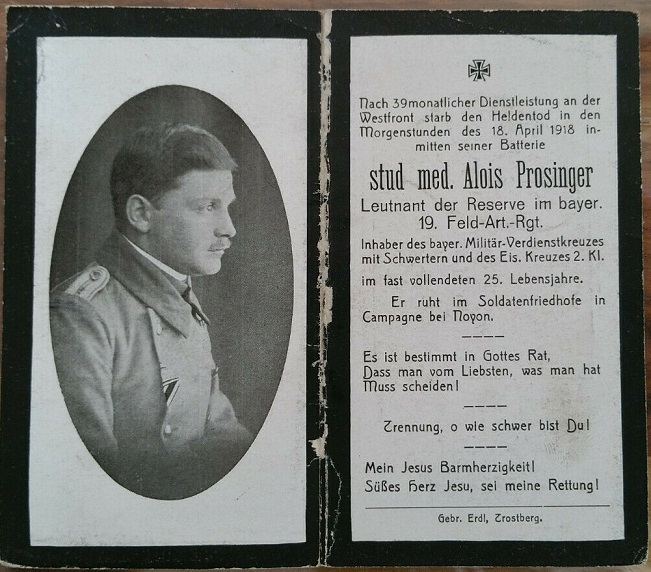 Nach 39monatlicher Dienstleistung an der
Westfront starb den Heldentod in den
Morgenstunden des 18. April 1918 in-
mitten seiner Batterie
stud med. Alois Prosinger
Leutnant der Reserve im bayer.
19. Feld-Art.-Rgt.
Inhaber des bayer. Militär-Verdienstkreuzes
mit Schwertern und des Eis. Kreuzes 2. Kl.
im fast vollendeten 25. Lebensjahre.
Er ruht im Soldatenfriedhofe in
Campagne bei Noyon.
Es ist bestimmt in Gottes Rat,
Dass man vom Liebsten, was man hat
Muss scheiden!
Trennung, o wie schwer bist Du!
Mein Jesus Barmherzigkeit!
Süßes Herz Jesu, sei meine Rettung!
Gebr. Erdl, Trostberg.